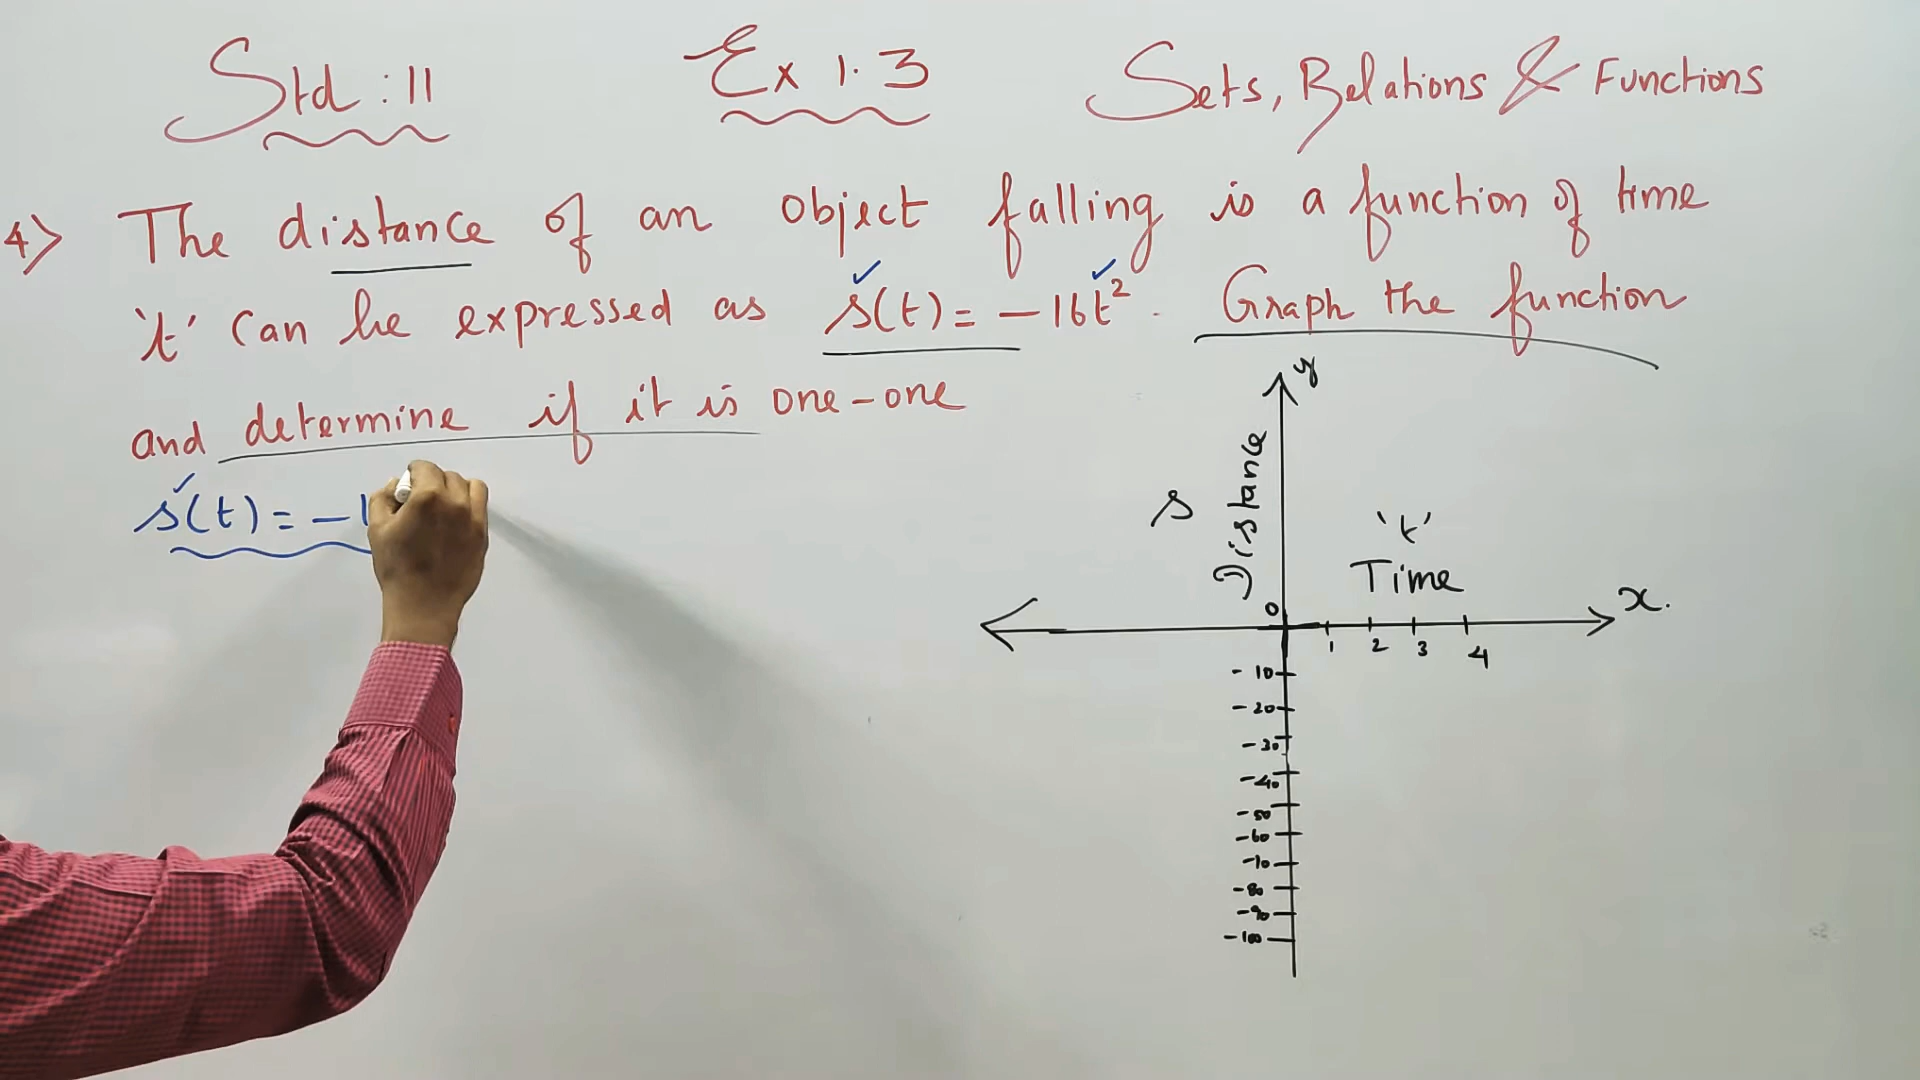 Std : 11
Ex 1.3
Sets, Relations & Functions
4) The distance of an object falling is a function of time
't' can be expressed as s(t) = -16t². Graph the function
and determine if it is one-one
s(t) = -1
y
Distance
s
't'
Time
x.
0
1 2 3 4
-10
-20
-30
-40
-50
-60
-70
-80
-90
-100